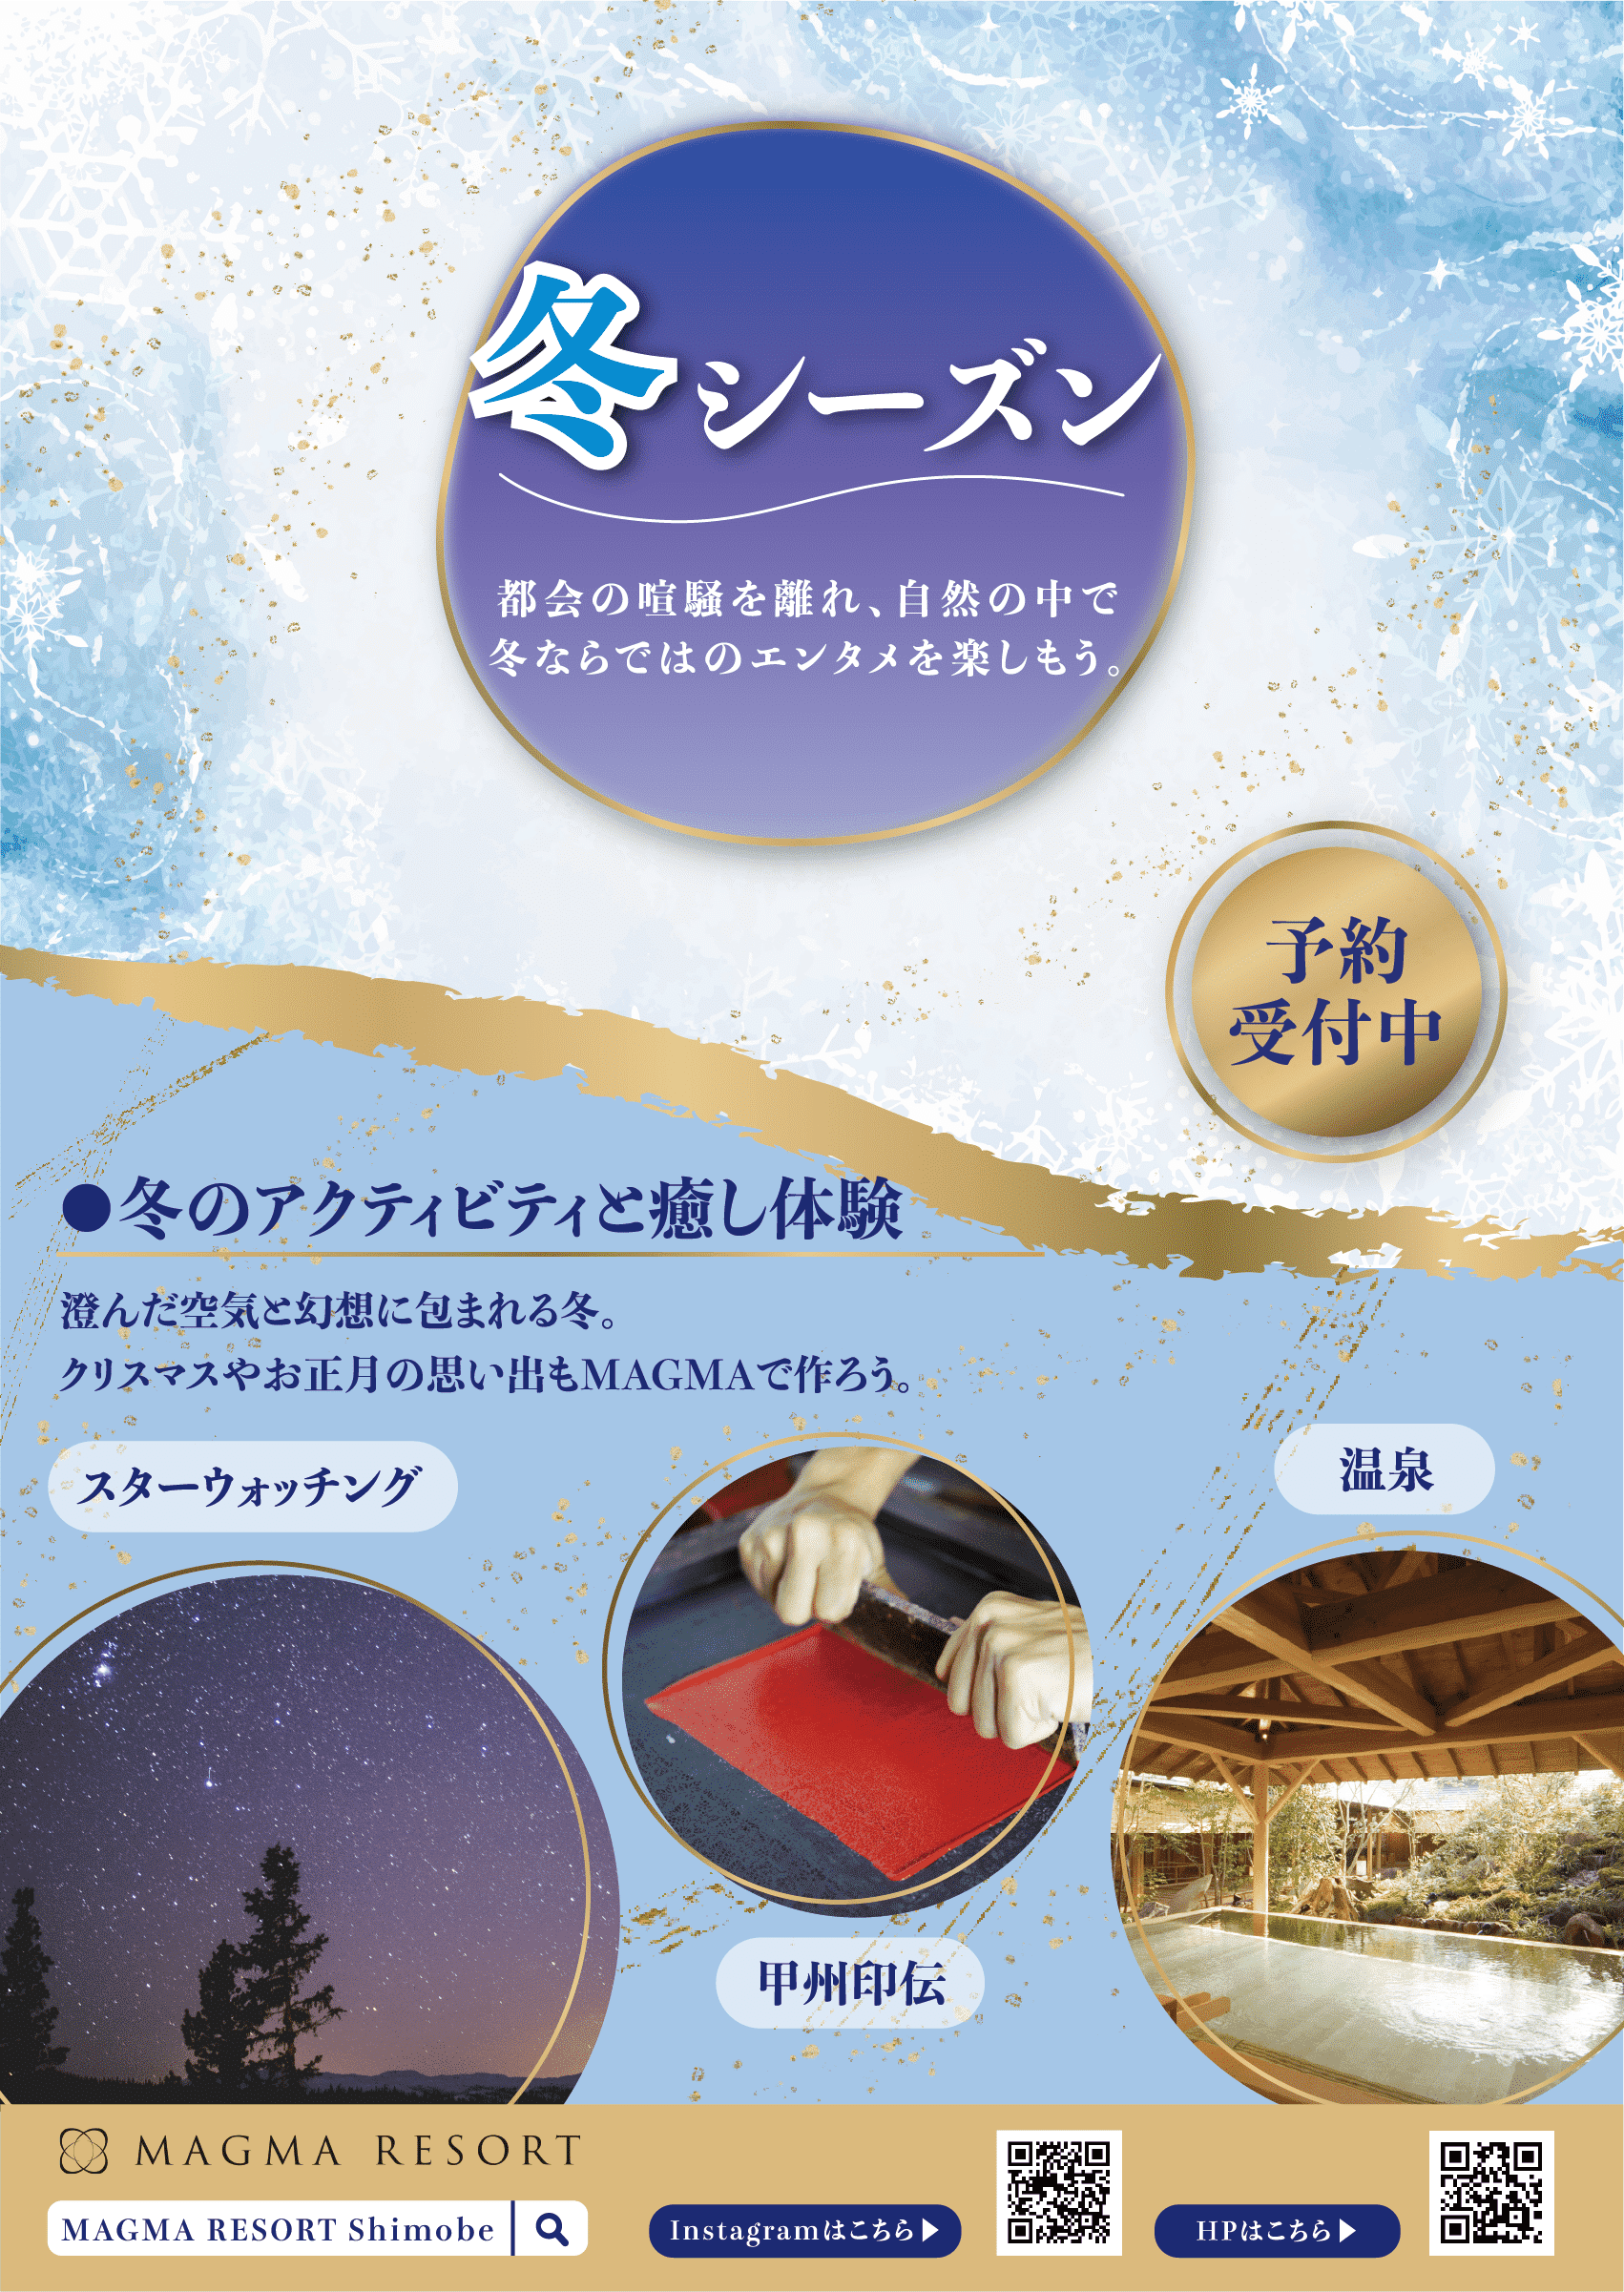 冬シーズン
都会の喧騒を離れ、自然の中で
冬ならではのエンタメを楽しもう。
予約
受付中
●冬のアクティビティと癒し体験
澄んだ空気と幻想に包まれる冬。
クリスマスやお正月の思い出もMAGMAで作ろう。
スターウォッチング
温泉
甲州印伝
MAGMA RESORT
MAGMA RESORT Shimobe
Instagramはこちら▶
HPはこちら▶